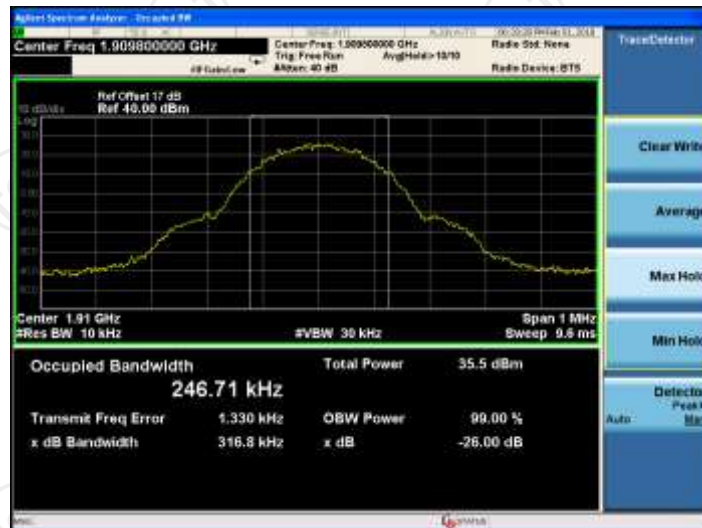 Agilent Spectrum Analyzer - Occupied BW
Center Freq 1.909800000 GHz
Center Freq: 1.909800000 GHz
Trig: Free Run
Avg|Hold:> 10/10
#IFGain:Low
#Atten: 40 dB
Radio Std: None
Radio Device: BTS
Trace/Detector
Ref Offset 17 dB
10 dB/div
Ref 40.00 dBm
Log
Clear Write
Average
Max Hold
Min Hold
Center 1.91 GHz
Span 1 MHz
#Res BW 10 kHz
#VBW 30 kHz
Sweep 9.6 ms
Occupied Bandwidth
246.71 kHz
Total Power
35.5 dBm
Transmit Freq Error
1.330 kHz
OBW Power
99.00 %
x dB Bandwidth
316.8 kHz
x dB
-26.00 dB
Detector
Auto
Man
MSG
STATUS